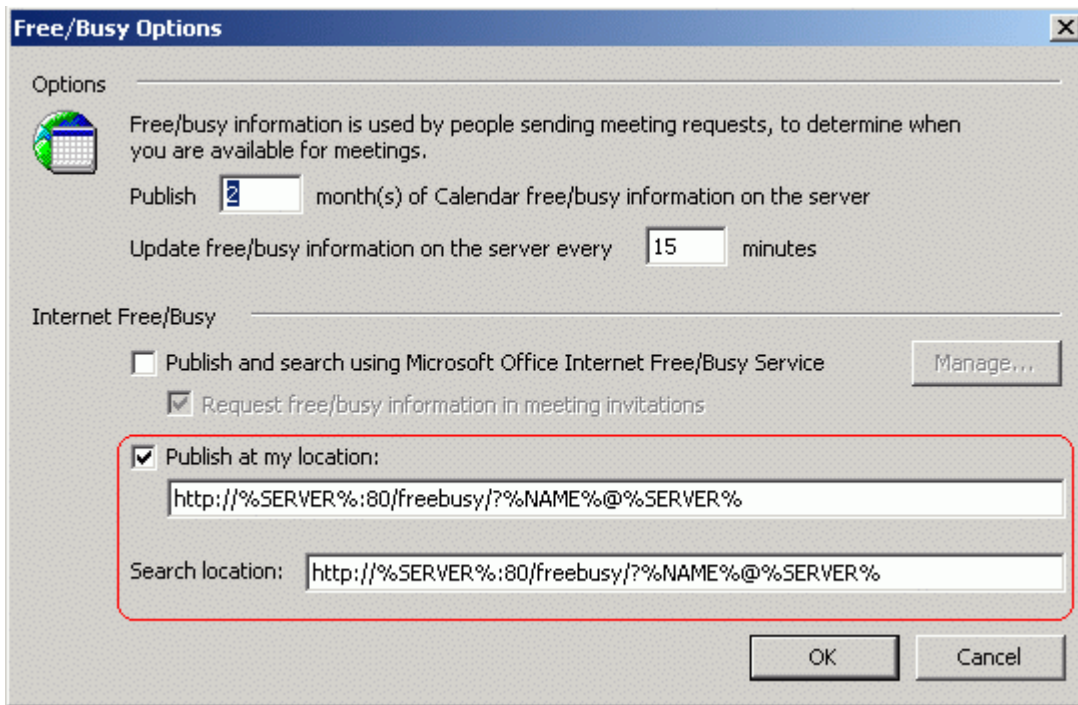 Free/Busy Options
Options
Free/busy information is used by people sending meeting requests, to determine when
you are available for meetings.
Publish 2 month(s) of Calendar free/busy information on the server
Update free/busy information on the server every 15 minutes
Internet Free/Busy
Publish and search using Microsoft Office Internet Free/Busy Service Manage...
Request free/busy information in meeting invitations
Publish at my location:
http://%SERVER%:80/freebusy/?%NAME%@%SERVER%
Search location: http://%SERVER%:80/freebusy/?%NAME%@%SERVER%
OK Cancel